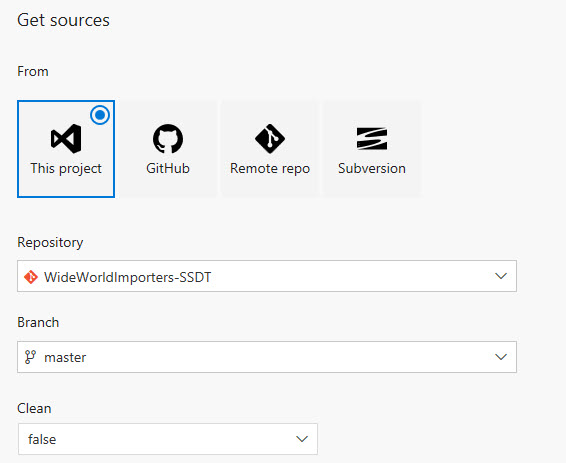 Get sources
From
This project GitHub Remote repo Subversion
Repository
WideWorldImporters-SSDT
Branch
master
Clean
false